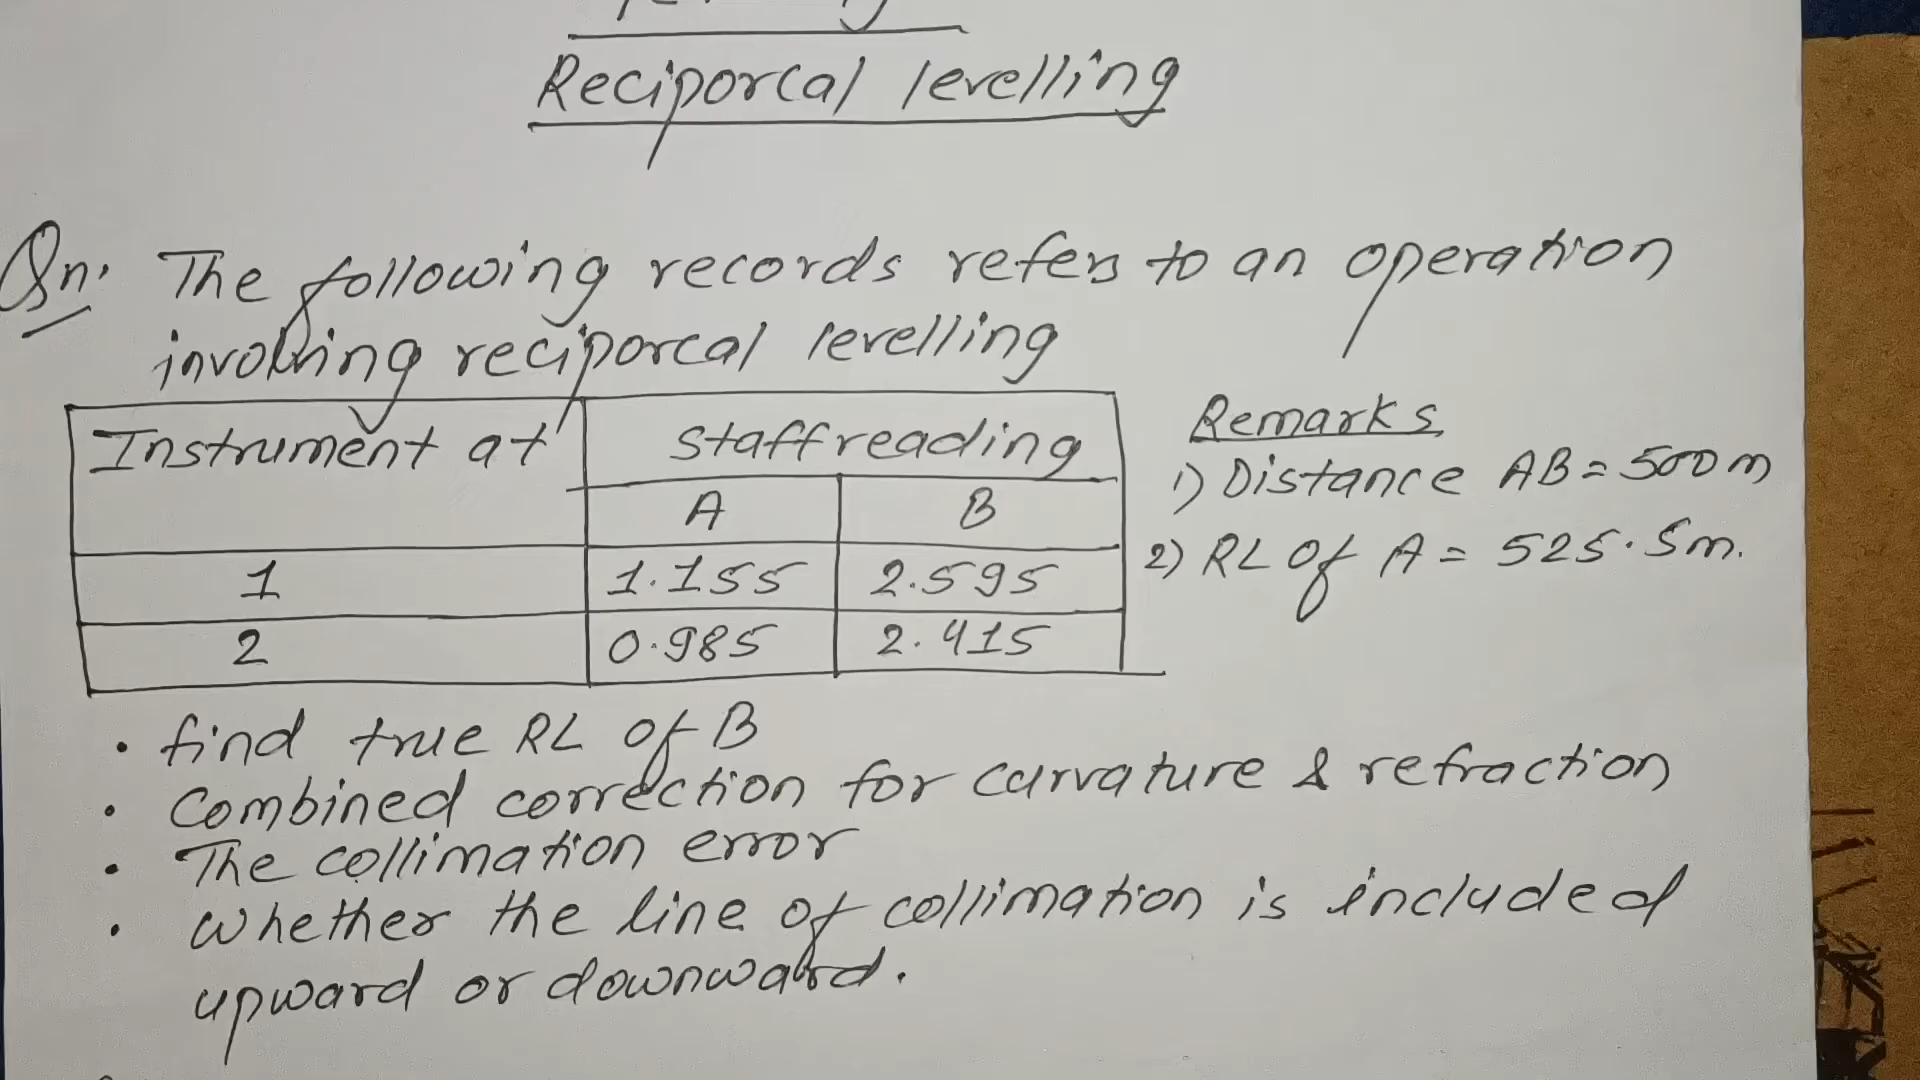 Reciporcal levelling
Qn. The following records refers to an operation
involving reciporcal levelling
Instrument at Staff reading
A B
1 1.155 2.595
2 0.985 2.415
Remarks
1) Distance AB = 500m
2) RL of A = 525.5m.
• find true RL of B
• Combined correction for curvature & refraction
• The collimation error
• Whether the line of collimation is included
upward or downward.